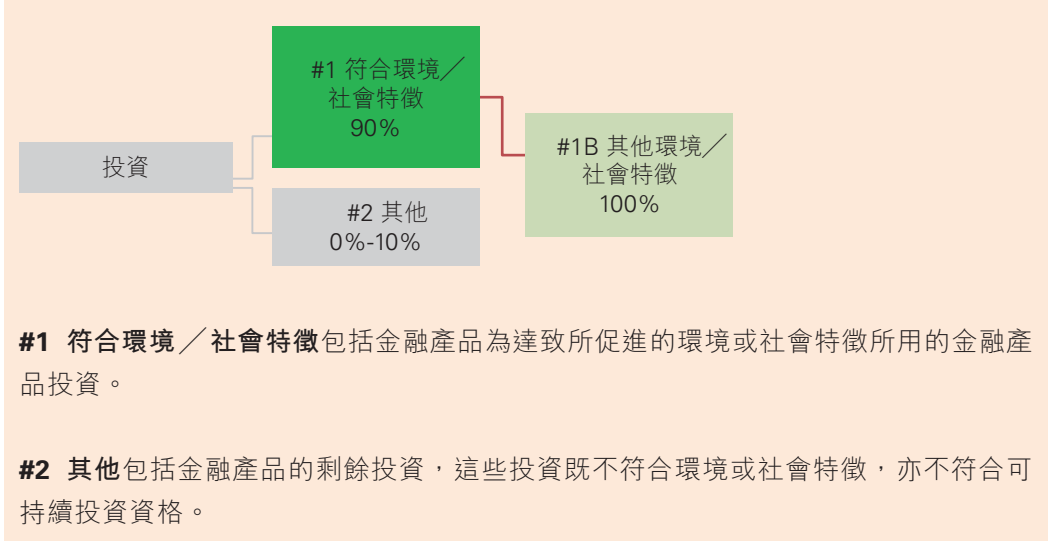 #1 符合環境╱
社會特徵
90%
投資
#1B 其他環境╱
社會特徵
100%
#2 其他
0%-10%
#1 符合環境╱社會特徵包括金融產品為達致所促進的環境或社會特徵所用的金融產
品投資。
#2 其他包括金融產品的剩餘投資，這些投資既不符合環境或社會特徵，亦不符合可
持續投資資格。